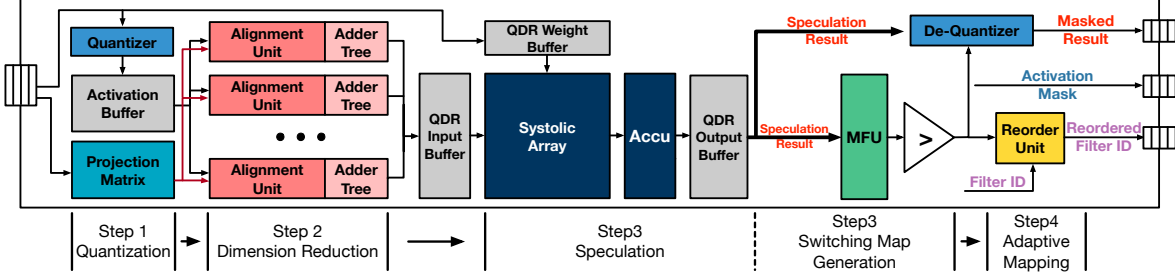 Quantizer
Activation
Buffer
Projection
Matrix
Alignment
Unit
Adder
Tree
Alignment
Unit
Adder
Tree
Alignment
Unit
Adder
Tree
QDR
Input
Buffer
QDR Weight
Buffer
Systolic
Array
Accu
QDR
Output
Buffer
Speculation
Result
Speculation
Result
MFU
>
De-Quantizer
Masked
Result
Activation
Mask
Reorder
Unit
Reordered
Filter ID
Filter ID
Step 1
Quantization
Step 2
Dimension Reduction
Step3
Speculation
Step3
Switching Map
Generation
Step4
Adaptive
Mapping